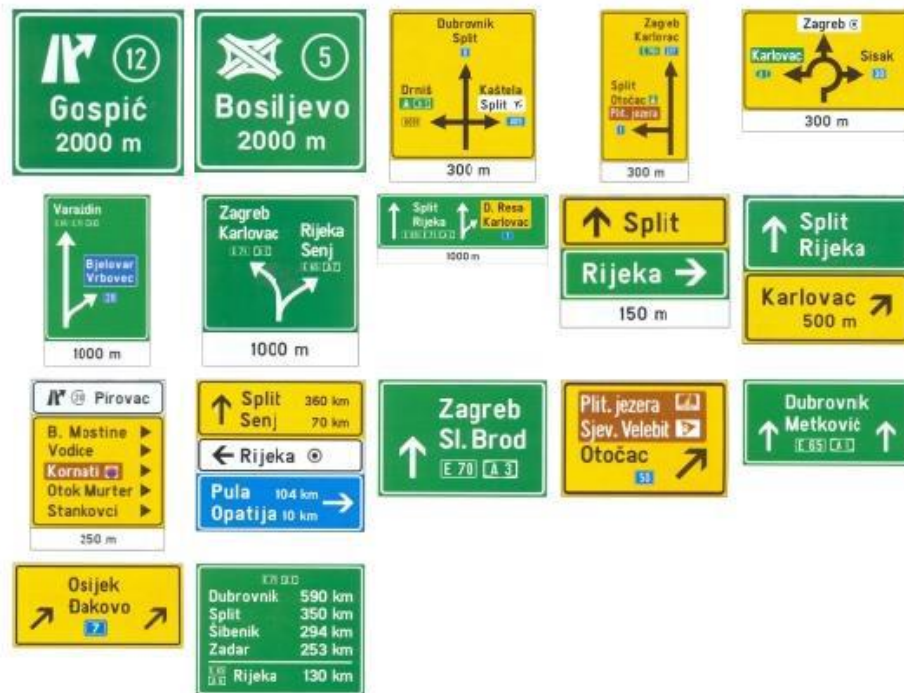 12
Gospić
2000 m
5
Bosiljevo
2000 m
Dubrovnik
Split
Drniš
Kaštela
Split
300 m
Zagreb
Karlovac
Split
Otočac
Plit. jezera
300 m
Zagreb
Karlovac
Sisak
300 m
Varaždin
Bjelovar
Vrbovec
28
1000 m
Zagreb
Karlovac
Rijeka
Senj
1000 m
Split
Rijeka
D. Resa
Karlovac
1000m
Split
Rijeka
150 m
Split
Rijeka
Karlovac
500 m
Pirovac
B. Mostine
Vodice
Kornati
Otok Murter
Stankovci
250 m
Split 360 km
Senj 70 km
Rijeka
Pula 104 km
Opatija 10 km
Zagreb
Sl. Brod
E 70 A 3
Plit. jezera
Sjev. Velebit
Otočac
50
Dubrovnik
Metković
E 65 A 1
Osijek
Đakovo
7
Dubrovnik 590 km
Split 350 km
Šibenik 294 km
Zadar 253 km
Rijeka 130 km